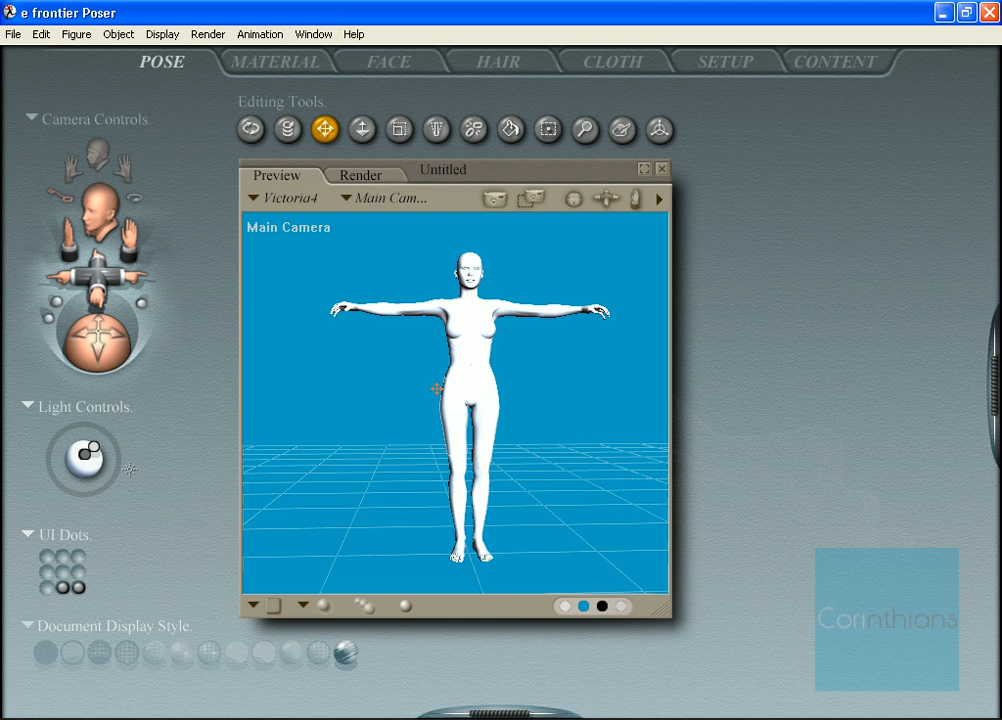 e frontier Poser
File Edit Figure Object Display Render Animation Window Help
POSE MATERIAL FACE HAIR CLOTH SETUP CONTENT
Editing Tools.
Camera Controls.
Untitled
Preview Render
Victoria4 Main Cam...
Main Camera
Light Controls.
UI Dots.
Document Display Style.
Corinthians